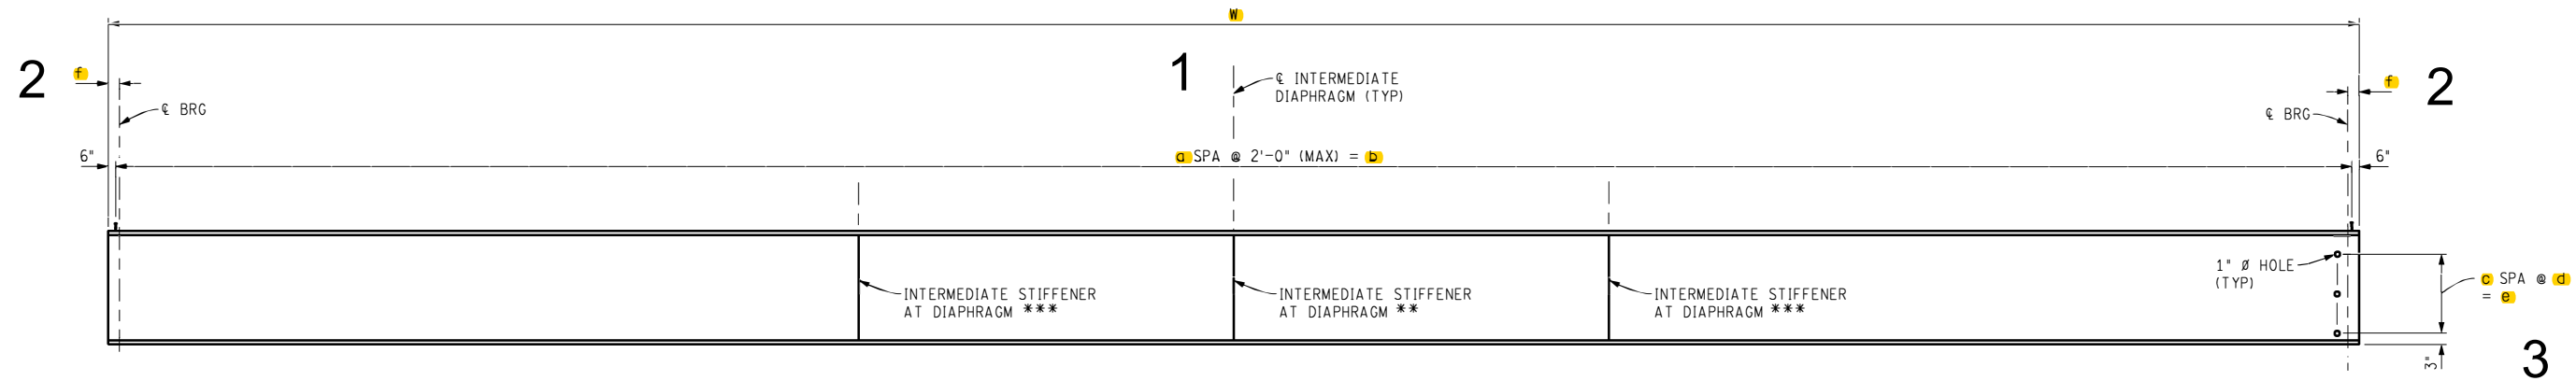 W
1
2 f
f 2
℄ INTERMEDIATE
DIAPHRAGM (TYP)
℄ BRG
℄ BRG
6"
a SPA @ 2'-0" (MAX) = b
6"
1" Ø HOLE
(TYP)
c SPA @ d
= e
INTERMEDIATE STIFFENER
AT DIAPHRAGM ***
INTERMEDIATE STIFFENER
AT DIAPHRAGM **
INTERMEDIATE STIFFENER
AT DIAPHRAGM ***
3"
3